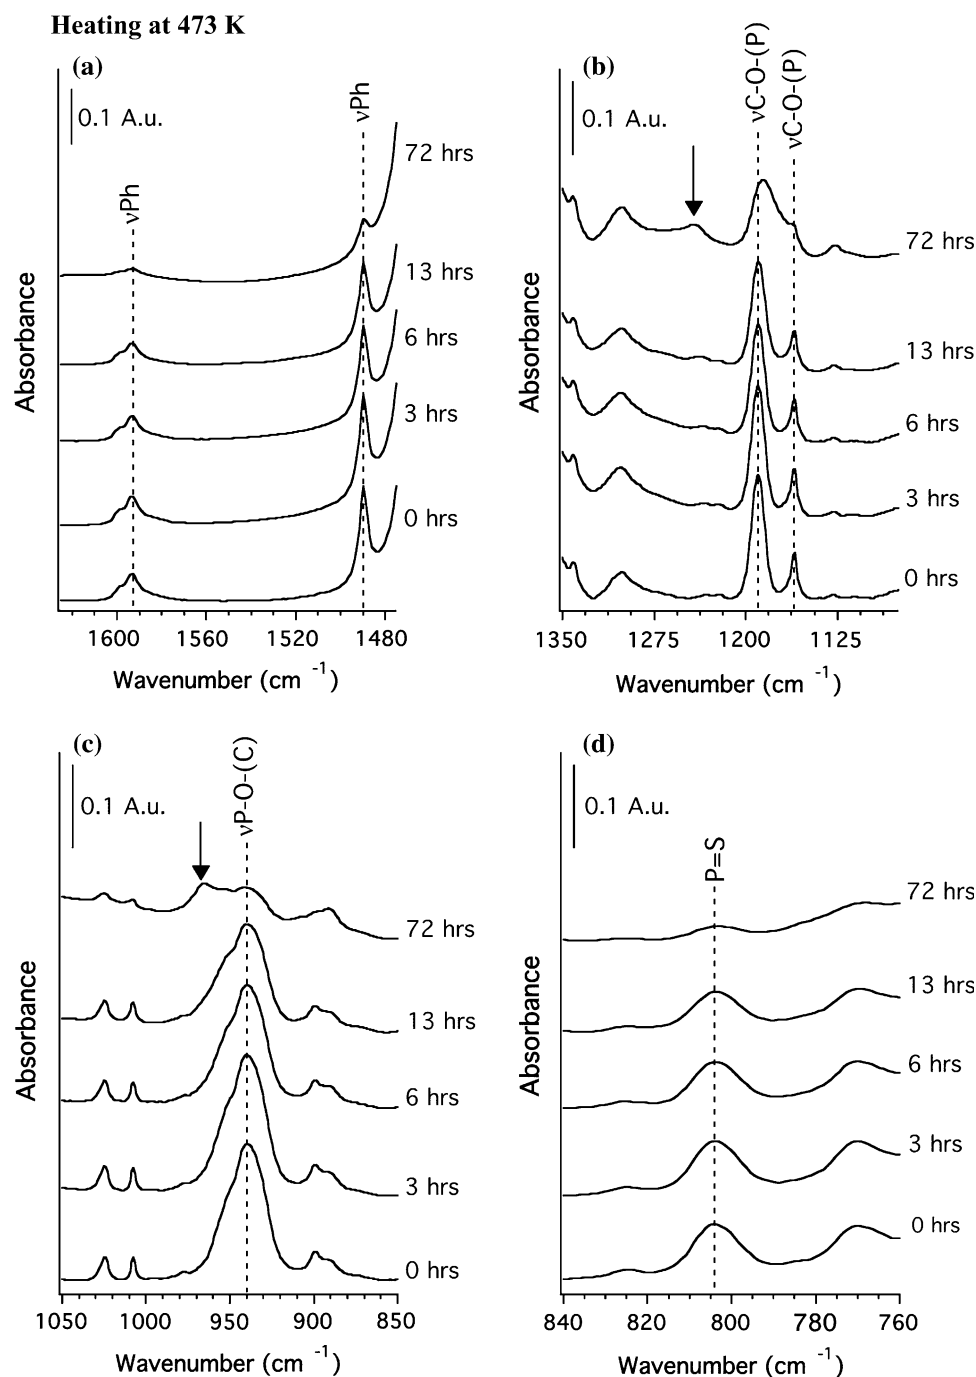 Heating at 473 K
(a)
0.1 A.u.
νPh
νPh
72 hrs
13 hrs
6 hrs
3 hrs
0 hrs
Absorbance
1600 1560 1520 1480
Wavenumber (cm -1)
(b)
0.1 A.u.
νC-O-(P)
νC-O-(P)
72 hrs
13 hrs
6 hrs
3 hrs
0 hrs
Absorbance
1350 1275 1200 1125
Wavenumber (cm -1)
(c)
0.1 A.u.
νP-O-(C)
72 hrs
13 hrs
6 hrs
3 hrs
0 hrs
Absorbance
1050 1000 950 900 850
Wavenumber (cm -1)
(d)
0.1 A.u.
P=S
72 hrs
13 hrs
6 hrs
3 hrs
0 hrs
Absorbance
840 820 800 780 760
Wavenumber (cm -1)